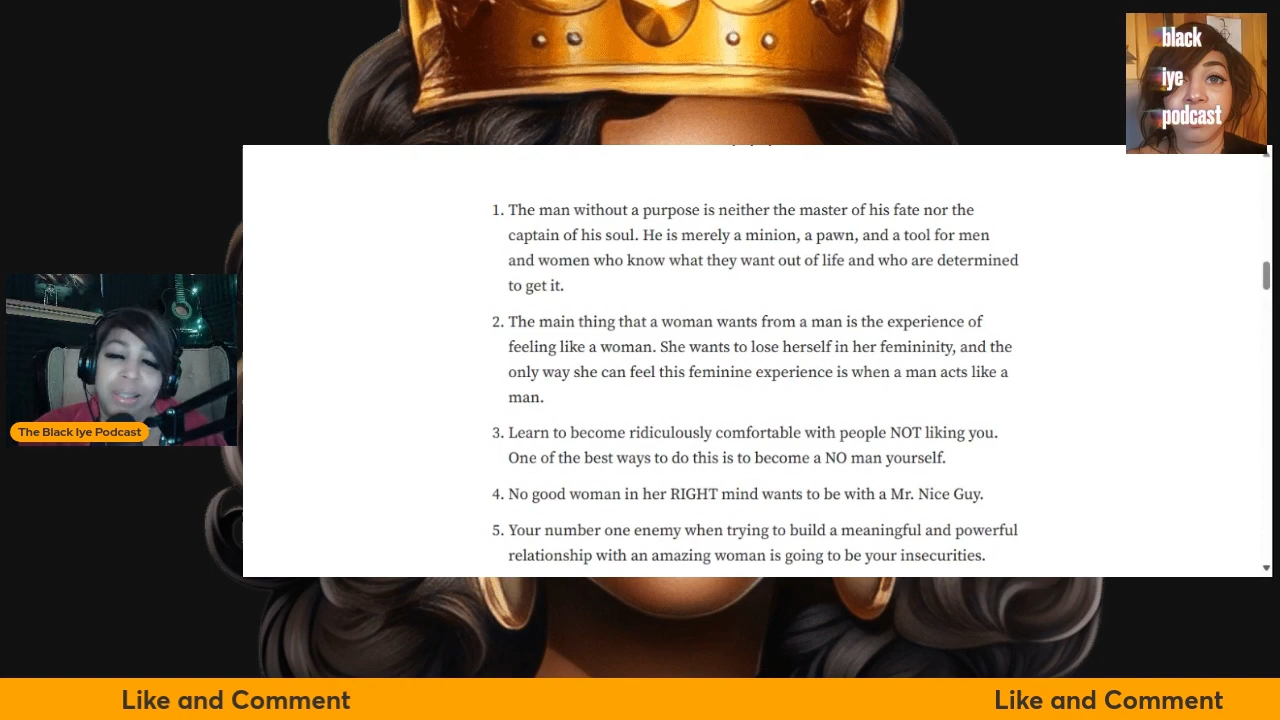 black
iye
podcast
1. The man without a purpose is neither the master of his fate nor the
captain of his soul. He is merely a minion, a pawn, and a tool for men
and women who know what they want out of life and who are determined
to get it.
2. The main thing that a woman wants from a man is the experience of
feeling like a woman. She wants to lose herself in her femininity, and the
only way she can feel this feminine experience is when a man acts like a
man.
3. Learn to become ridiculously comfortable with people NOT liking you.
One of the best ways to do this is to become a NO man yourself.
4. No good woman in her RIGHT mind wants to be with a Mr. Nice Guy.
5. Your number one enemy when trying to build a meaningful and powerful
relationship with an amazing woman is going to be your insecurities.
The Black Iye Podcast
Like and Comment
Like and Comment